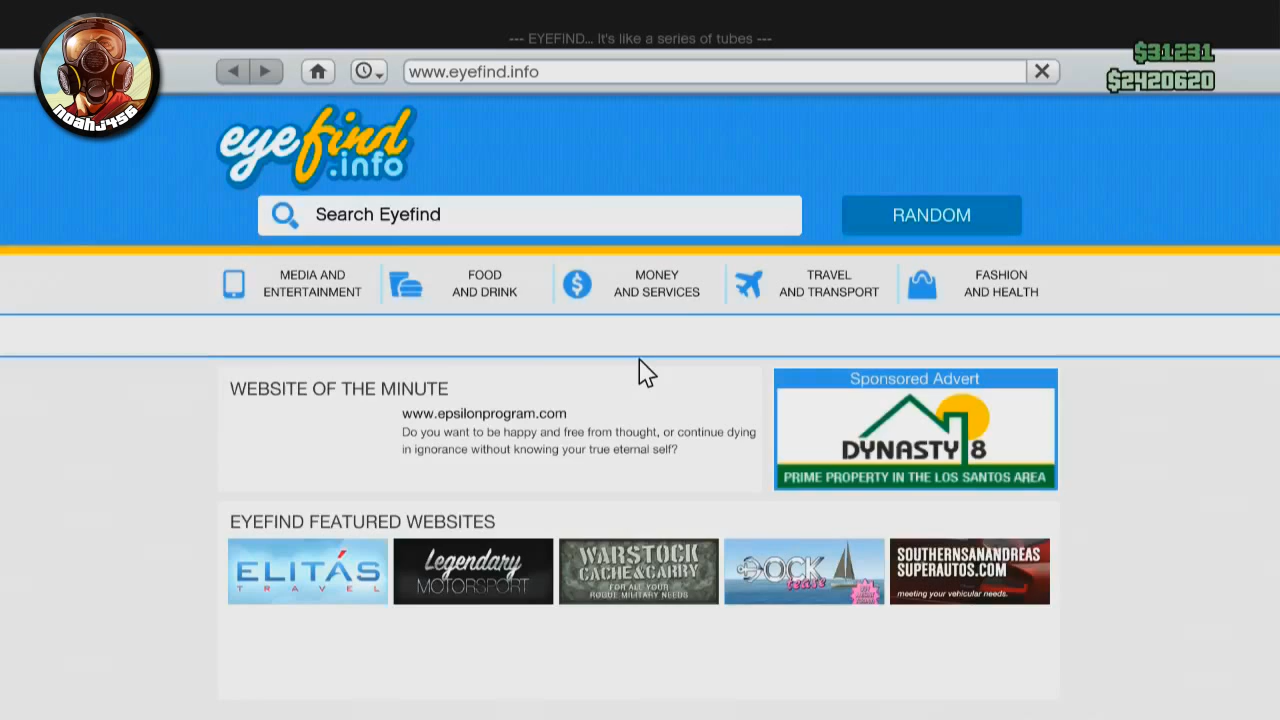 --- EYEFIND... It's like a series of tubes ---
$31231
www.eyefind.info
$2420620
noahj456
eyefind
.info
Search Eyefind
RANDOM
MEDIA AND
ENTERTAINMENT
FOOD
AND DRINK
MONEY
AND SERVICES
TRAVEL
AND TRANSPORT
FASHION
AND HEALTH
WEBSITE OF THE MINUTE
www.epsilonprogram.com
Do you want to be happy and free from thought, or continue dying
in ignorance without knowing your true eternal self?
Sponsored Advert
DYNASTY 8
PRIME PROPERTY IN THE LOS SANTOS AREA
EYEFIND FEATURED WEBSITES
ELITÁS
TRAVEL
Legendary
MOTORSPORT
WARSTOCK
CACHE&CARRY
FOR ALL YOUR
ROGUE MILITARY NEEDS
DOCK
tease
SOUTHERNSANANDREAS
SUPERAUTOS.COM
meeting your vehicular needs.